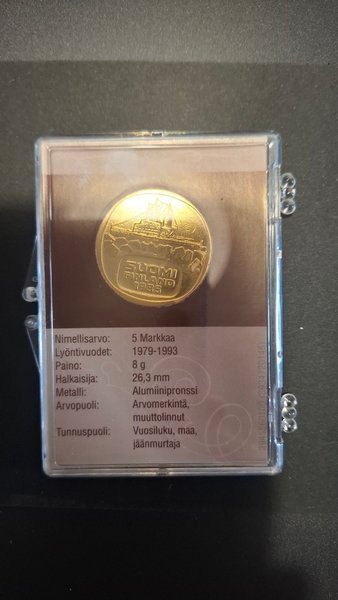 SUOMI
FINLAND
1985
Nimellisarvo: 5 Markkaa
Lyöntivuodet: 1979-1993
Paino: 8 g
Halkaisija: 26,3 mm
Metalli: Alumiinipronssi
Arvopuoli: Arvomerkintä,
muuttolinnut
Tunnuspuoli: Vuosiluku, maa,
jäänmurtaja